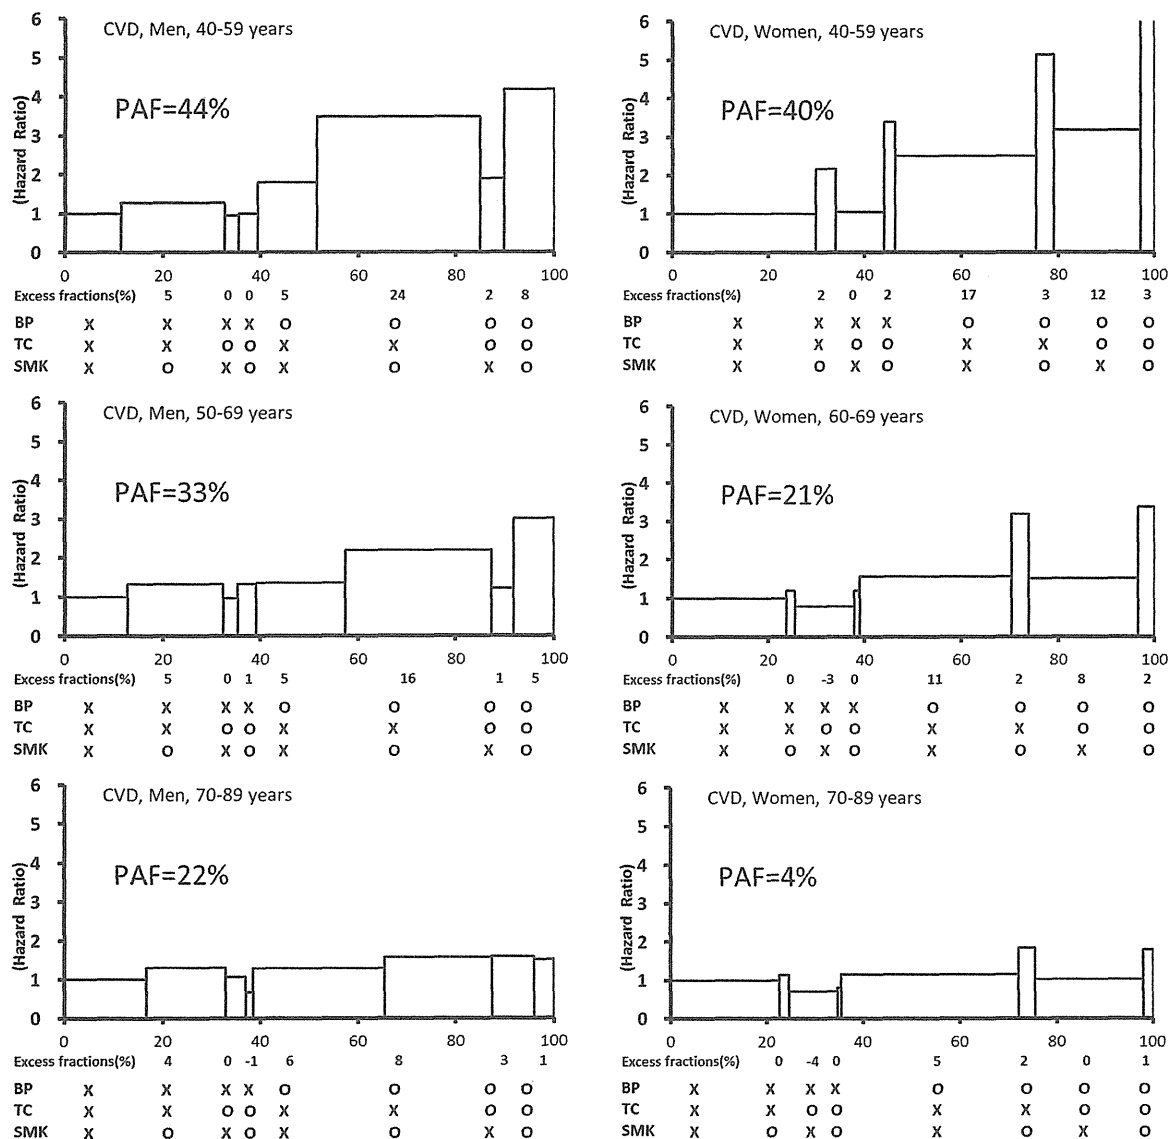 CVD, Men, 40-59 years
PAF=44%
(Hazard Ratio)
6
5
4
3
2
1
0
0 20 40 60 80 100
Excess fractions(%) 5 0 0 5 24 2 8
BP X X X X O O O O
TC X X O O X X O O
SMK X O X O X O X O
CVD, Women, 40-59 years
PAF=40%
(Hazard Ratio)
6
5
4
3
2
1
0
0 20 40 60 80 100
Excess fractions(%) 2 0 2 17 3 12 3
BP X X X X O O O O
TC X X O O X X O O
SMK X O X O X O X O
CVD, Men, 50-69 years
PAF=33%
(Hazard Ratio)
6
5
4
3
2
1
0
0 20 40 60 80 100
Excess fractions(%) 5 0 1 5 16 1 5
BP X X X X O O O O
TC X X O O X X O O
SMK X O X O X O X O
CVD, Women, 60-69 years
PAF=21%
(Hazard Ratio)
6
5
4
3
2
1
0
0 20 40 60 80 100
Excess fractions(%) 0 -3 0 11 2 8 2
BP X X X X O O O O
TC X X O O X X O O
SMK X O X O X O X O
CVD, Men, 70-89 years
PAF=22%
(Hazard Ratio)
6
5
4
3
2
1
0
0 20 40 60 80 100
Excess fractions(%) 4 0 -1 6 8 3 1
BP X X X X O O O O
TC X X O O X X O O
SMK X O X O X O X O
CVD, Women, 70-89 years
PAF=4%
(Hazard Ratio)
6
5
4
3
2
1
0
0 20 40 60 80 100
Excess fractions(%) 0 -4 0 5 2 0 1
BP X X X X O O O O
TC X X O O X X O O
SMK X O X O X O X O